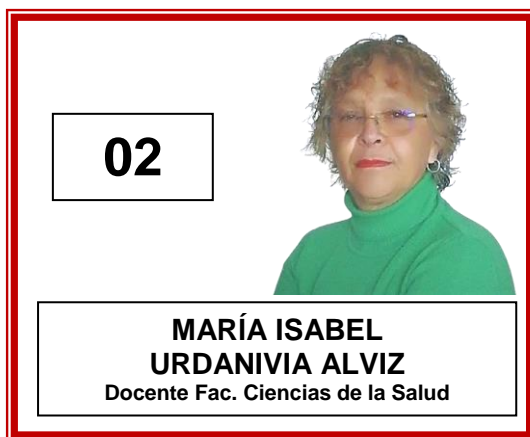 02
MARÍA ISABEL
URDANIVIA ALVIZ
Docente Fac. Ciencias de la Salud